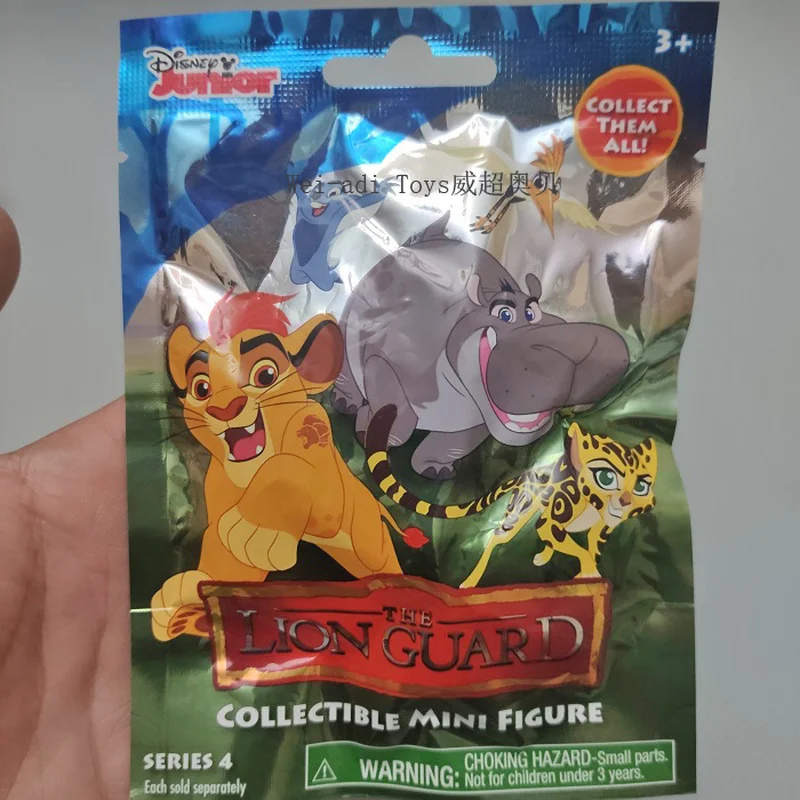 Disney
Junior
3+
COLLECT
THEM
ALL!
Wei-adi Toys威超奥贝
THE
LION GUARD
COLLECTIBLE MINI FIGURE
SERIES 4
Each sold separately
WARNING: CHOKING HAZARD-Small parts.
Not for children under 3 years.